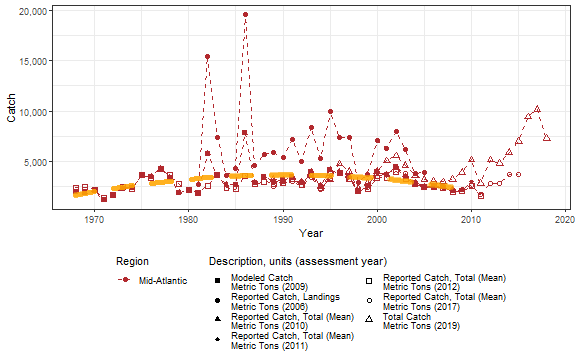 20,000
15,000
10,000
5,000
Catch
1970
1980
1990
2000
2010
2020
Year
Region
Mid-Atlantic
Description, units (assessment year)
Modeled Catch
Metric Tons (2009)
Reported Catch, Landings
Metric Tons (2006)
Reported Catch, Total (Mean)
Metric Tons (2010)
Reported Catch, Total (Mean)
Metric Tons (2011)
Reported Catch, Total (Mean)
Metric Tons (2012)
Reported Catch, Total (Mean)
Metric Tons (2017)
Total Catch
Metric Tons (2019)